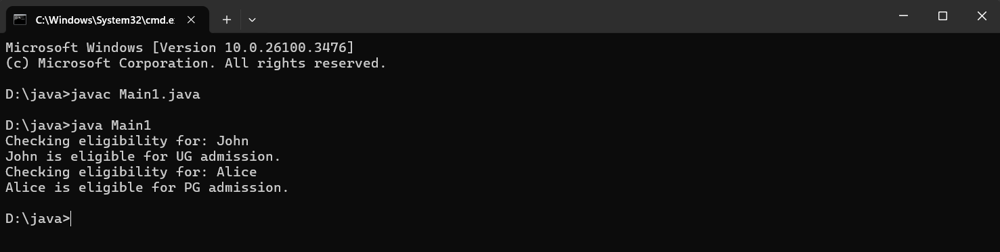 C:\Windows\System32\cmd.e
Microsoft Windows [Version 10.0.26100.3476]
(c) Microsoft Corporation. All rights reserved.
D:\java>javac Main1.java
D:\java>java Main1
Checking eligibility for: John
John is eligible for UG admission.
Checking eligibility for: Alice
Alice is eligible for PG admission.
D:\java>